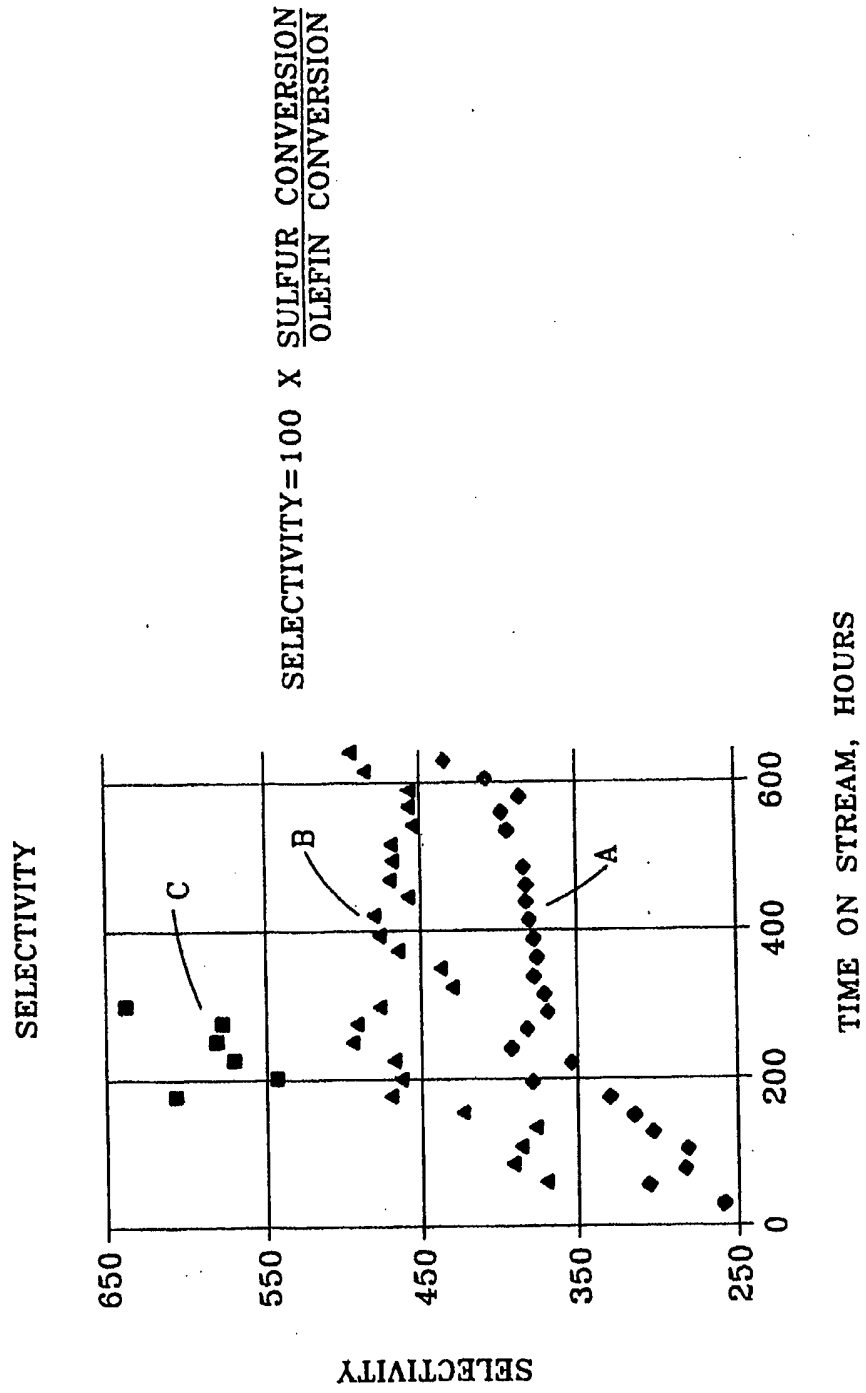 SELECTIVITY
SELECTIVITY=100 X SULFUR CONVERSION
OLEFIN CONVERSION
650
550
450
350
250
SELECTIVITY
C
B
A
0
200
400
600
TIME ON STREAM, HOURS